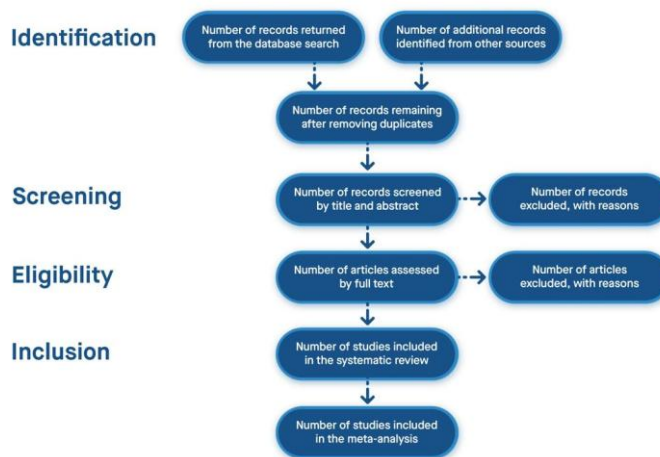 Identification
Number of records returned
from the database search
Number of additional records
identified from other sources
Number of records remaining
after removing duplicates
Screening
Number of records screened
by title and abstract
Number of records
excluded, with reasons
Eligibility
Number of articles assessed
by full text
Number of articles
excluded, with reasons
Inclusion
Number of studies included
in the systematic review
Number of studies included
in the meta-analysis